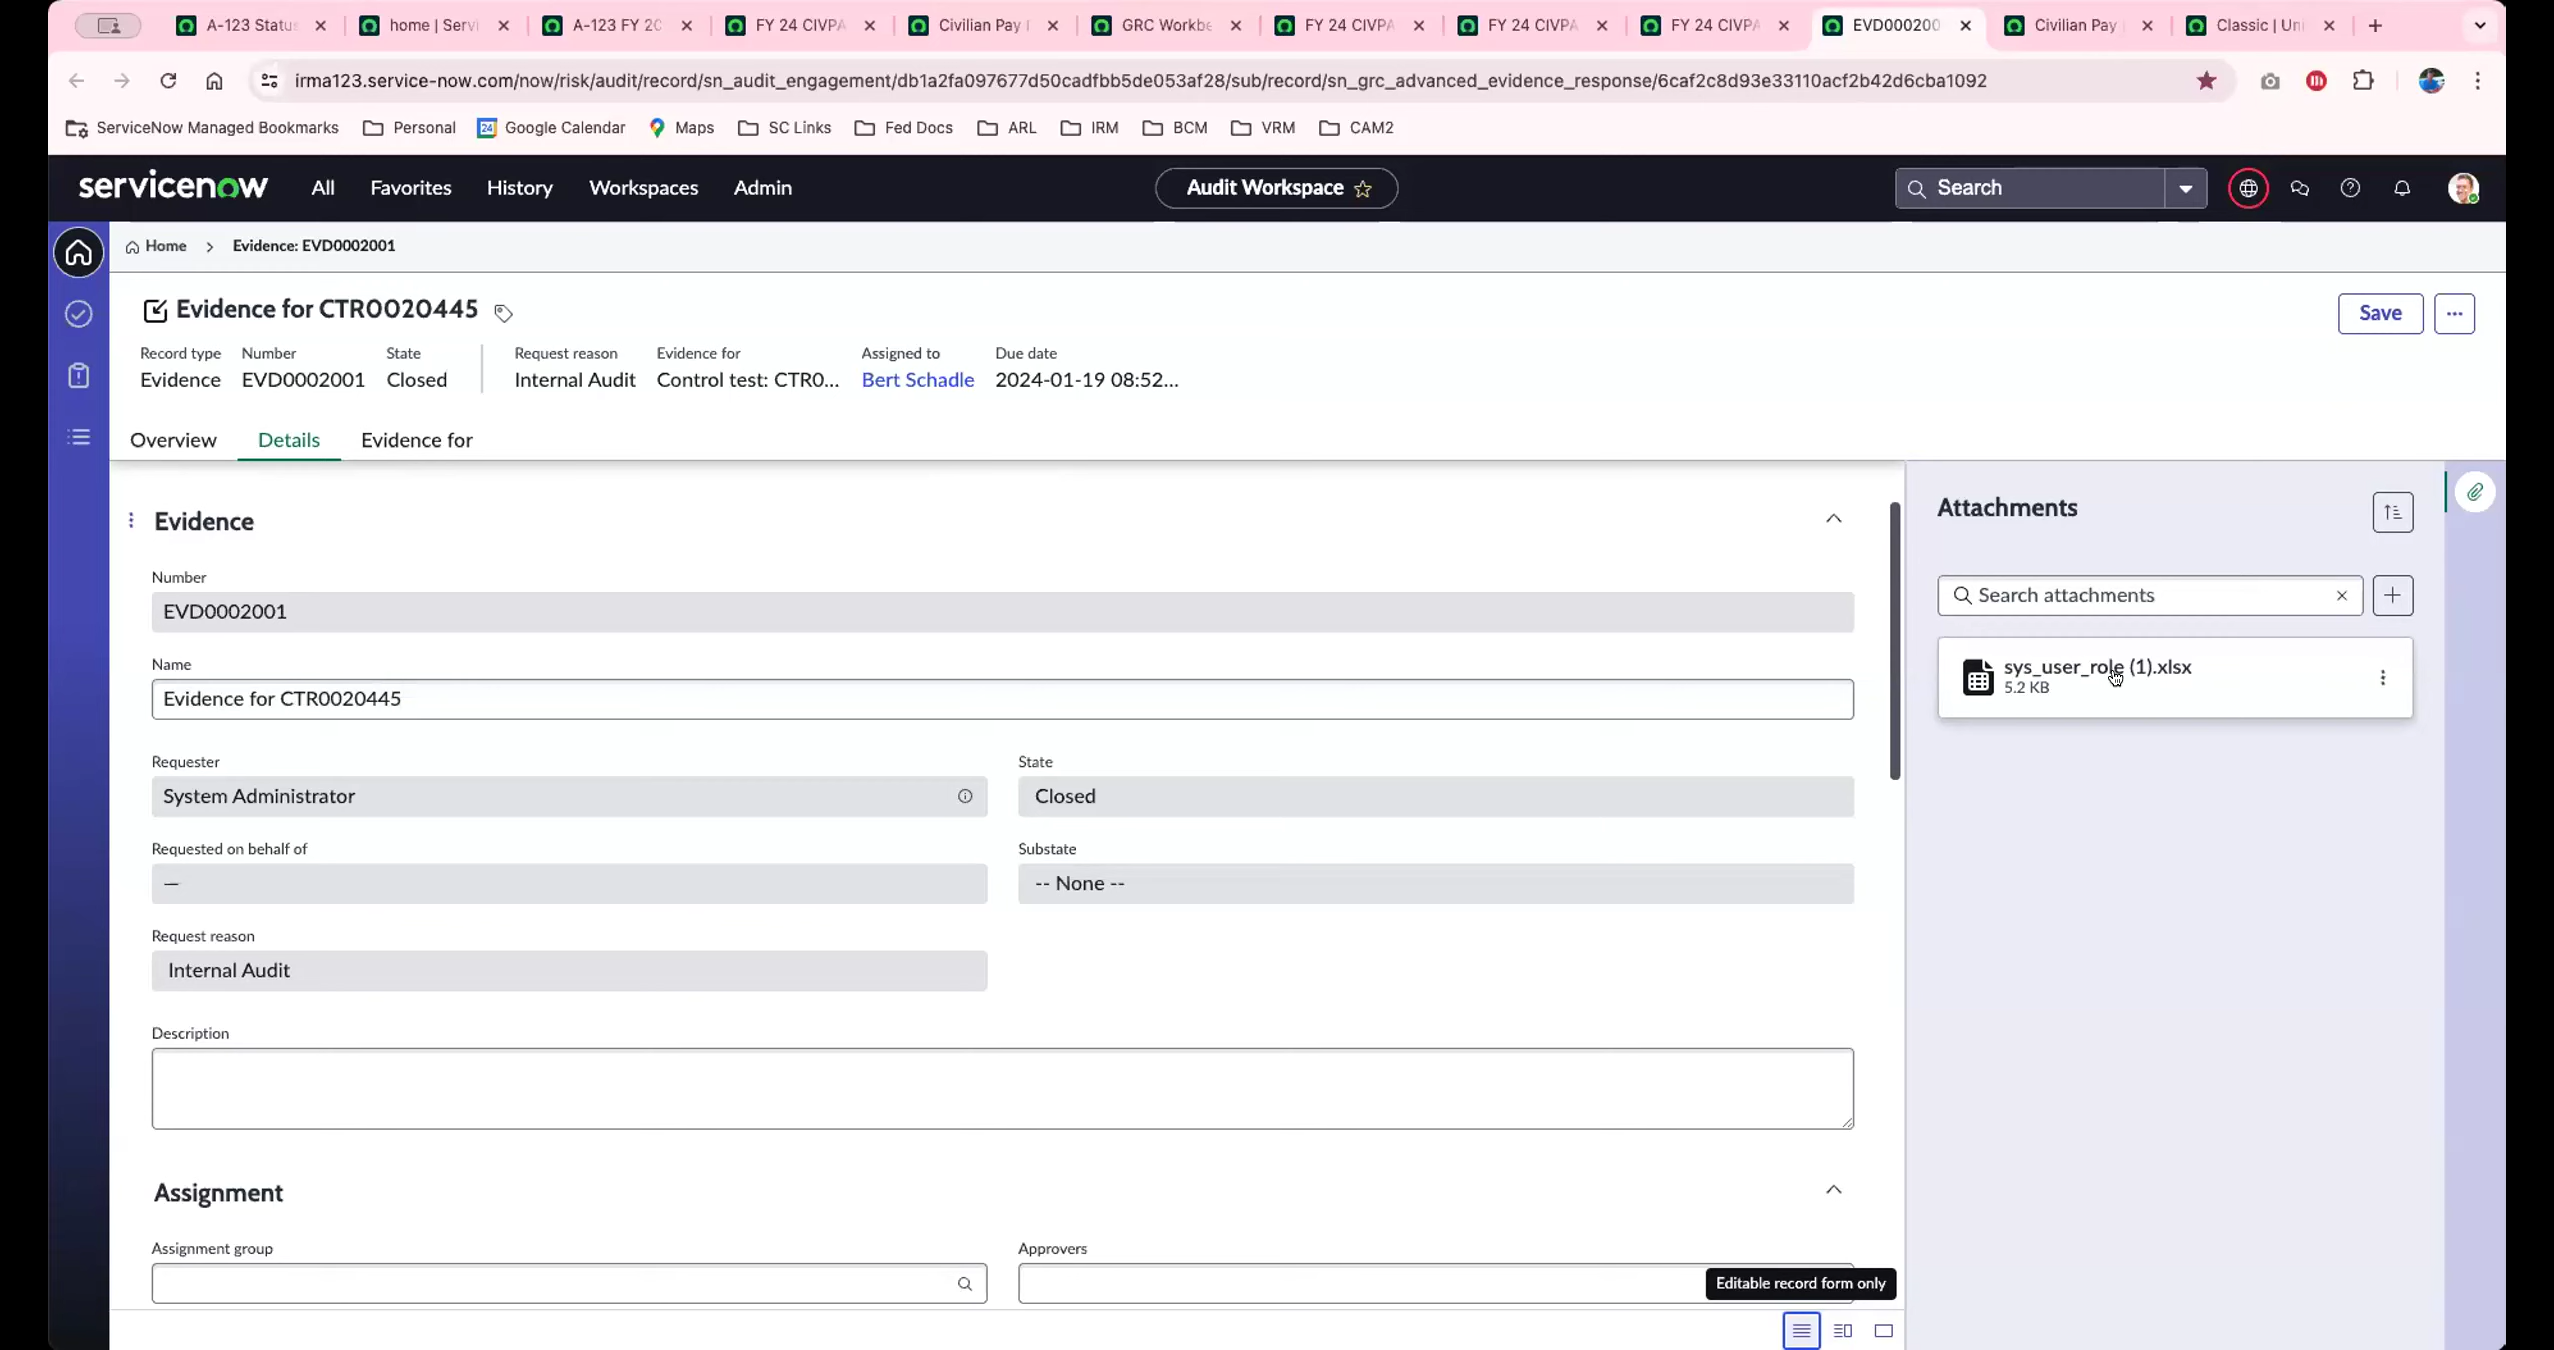 A-123 Status
home | Servi
A-123 FY 20
FY 24 CIVPA
Civilian Pay I
GRC Workbe
FY 24 CIVPA
FY 24 CIVPA
FY 24 CIVPA
EVD000200
Civilian Pay
Classic | Uni
irma123.service-now.com/now/risk/audit/record/sn_audit_engagement/db1a2fa097677d50cadfbb5de053af28/sub/record/sn_grc_advanced_evidence_response/6caf2c8d93e33110acf2b42d6cba1092
ServiceNow Managed Bookmarks
Personal
24
Google Calendar
Maps
SC Links
Fed Docs
ARL
IRM
BCM
VRM
CAM2
servicenow
All
Favorites
History
Workspaces
Admin
Audit Workspace
Search
Home > Evidence: EVD0002001
Evidence for CTR0020445
Save
Record type
Number
State
Request reason
Evidence for
Assigned to
Due date
Evidence
EVD0002001
Closed
Internal Audit
Control test: CTR0...
Bert Schadle
2024-01-19 08:52...
Overview
Details
Evidence for
Evidence
Number
EVD0002001
Name
Evidence for CTR0020445
Requester
System Administrator
State
Closed
Requested on behalf of
—
Substate
-- None --
Request reason
Internal Audit
Description
Assignment
Assignment group
Approvers
Editable record form only
Attachments
Search attachments
sys_user_role (1).xlsx
5.2 KB